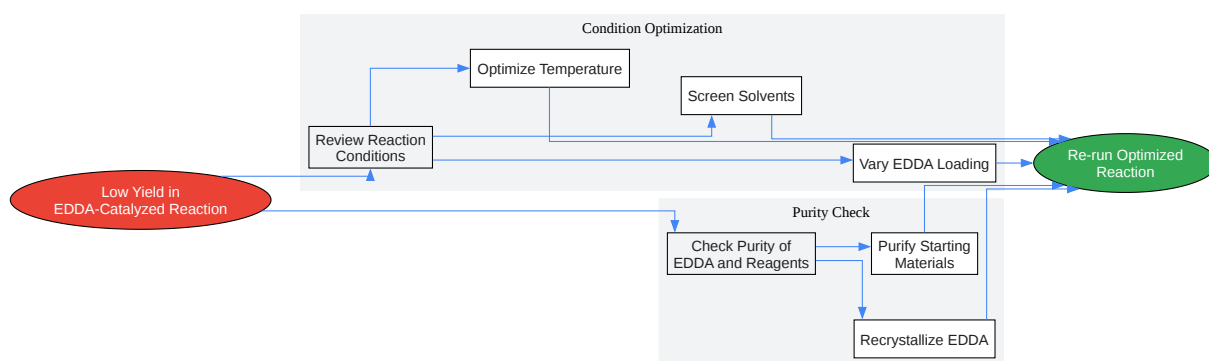 Condition Optimization
Optimize Temperature
Screen Solvents
Review Reaction
Conditions
Vary EDDA Loading
Re-run Optimized
Reaction
Low Yield in
EDDA-Catalyzed Reaction
Purity Check
Check Purity of
EDDA and Reagents
Purify Starting
Materials
Recrystallize EDDA